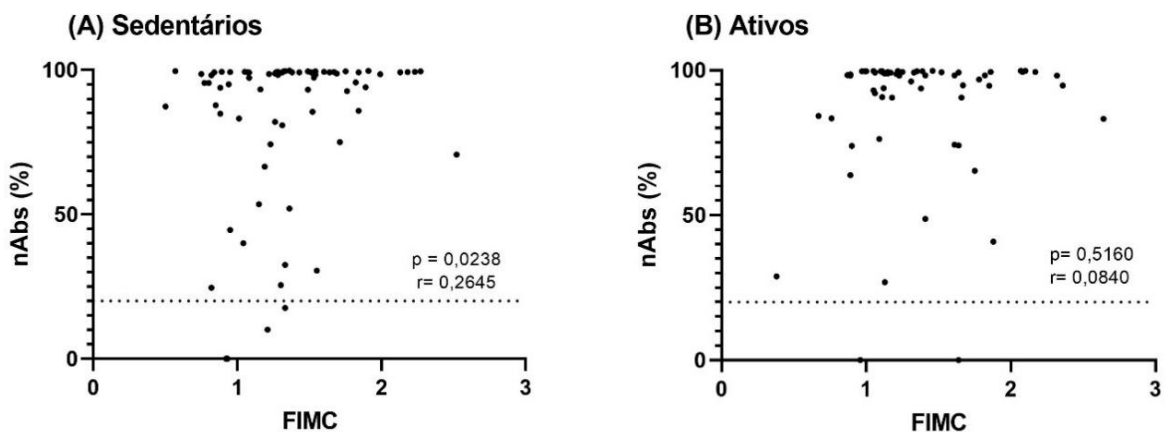 (A) Sedentários
100
50
0
nAbs (%)
p = 0,0238
r= 0,2645
0 1 2 3
FIMC
(B) Ativos
100
50
0
nAbs (%)
p= 0,5160
r= 0,0840
0 1 2 3
FIMC